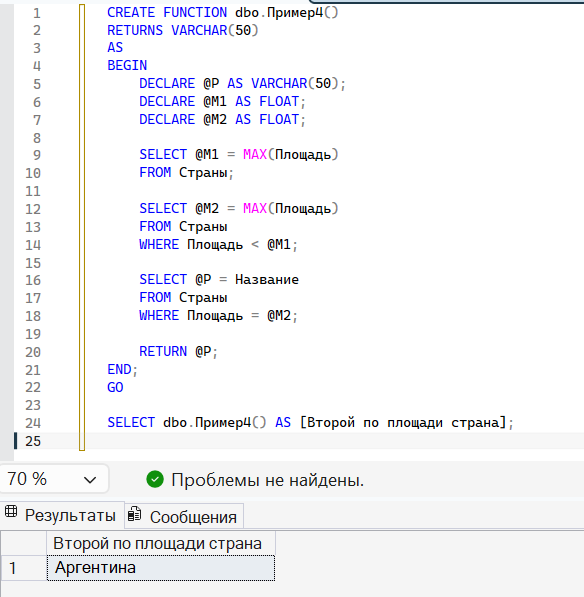 1 CREATE FUNCTION dbo.Пример4()
2 RETURNS VARCHAR(50)
3 AS
4 BEGIN
5 DECLARE @P AS VARCHAR(50);
6 DECLARE @M1 AS FLOAT;
7 DECLARE @M2 AS FLOAT;
8
9 SELECT @M1 = MAX(Площадь)
10 FROM Страны;
11
12 SELECT @M2 = MAX(Площадь)
13 FROM Страны
14 WHERE Площадь < @M1;
15
16 SELECT @P = Название
17 FROM Страны
18 WHERE Площадь = @M2;
19
20 RETURN @P;
21 END;
22 GO
23
24 SELECT dbo.Пример4() AS [Второй по площади страна];
25
70 % Проблемы не найдены.
Результаты Сообщения
Второй по площади страна
1 Аргентина